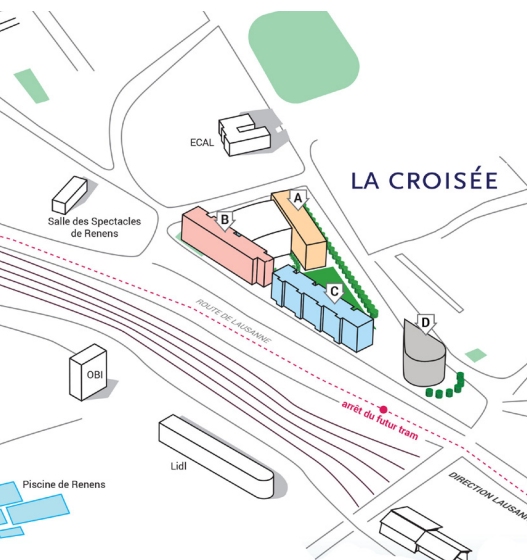 ECAL
LA CROISÉE
A
Salle des Spectacles
de Renens
B
C
ROUTE DE LAUSANNE
D
OBI
arrêt du futur tram
Lidl
Piscine de Renens
DIRECTION LAUSANN